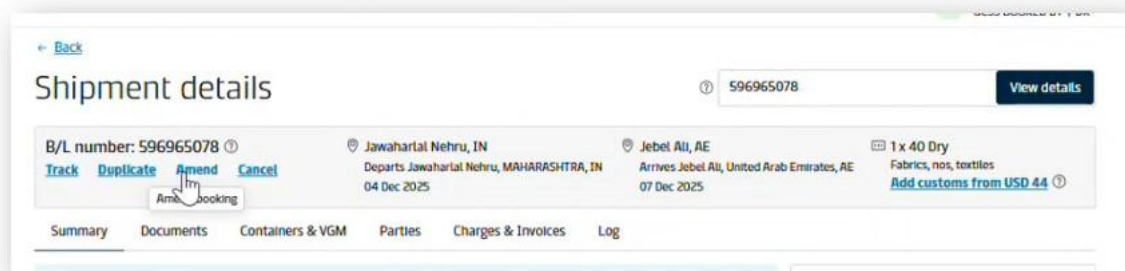 ← Back
Shipment details
596965078
View details
B/L number: 596965078
Track Duplicate Amend Cancel
Amend booking
Jawaharlal Nehru, IN
Departs Jawaharlal Nehru, MAHARASHTRA, IN
04 Dec 2025
Jebel Ali, AE
Arrives Jebel Ali, United Arab Emirates, AE
07 Dec 2025
1 x 40 Dry
Fabrics, nos, textiles
Add customs from USD 44
Summary Documents Containers & VGM Parties Charges & Invoices Log